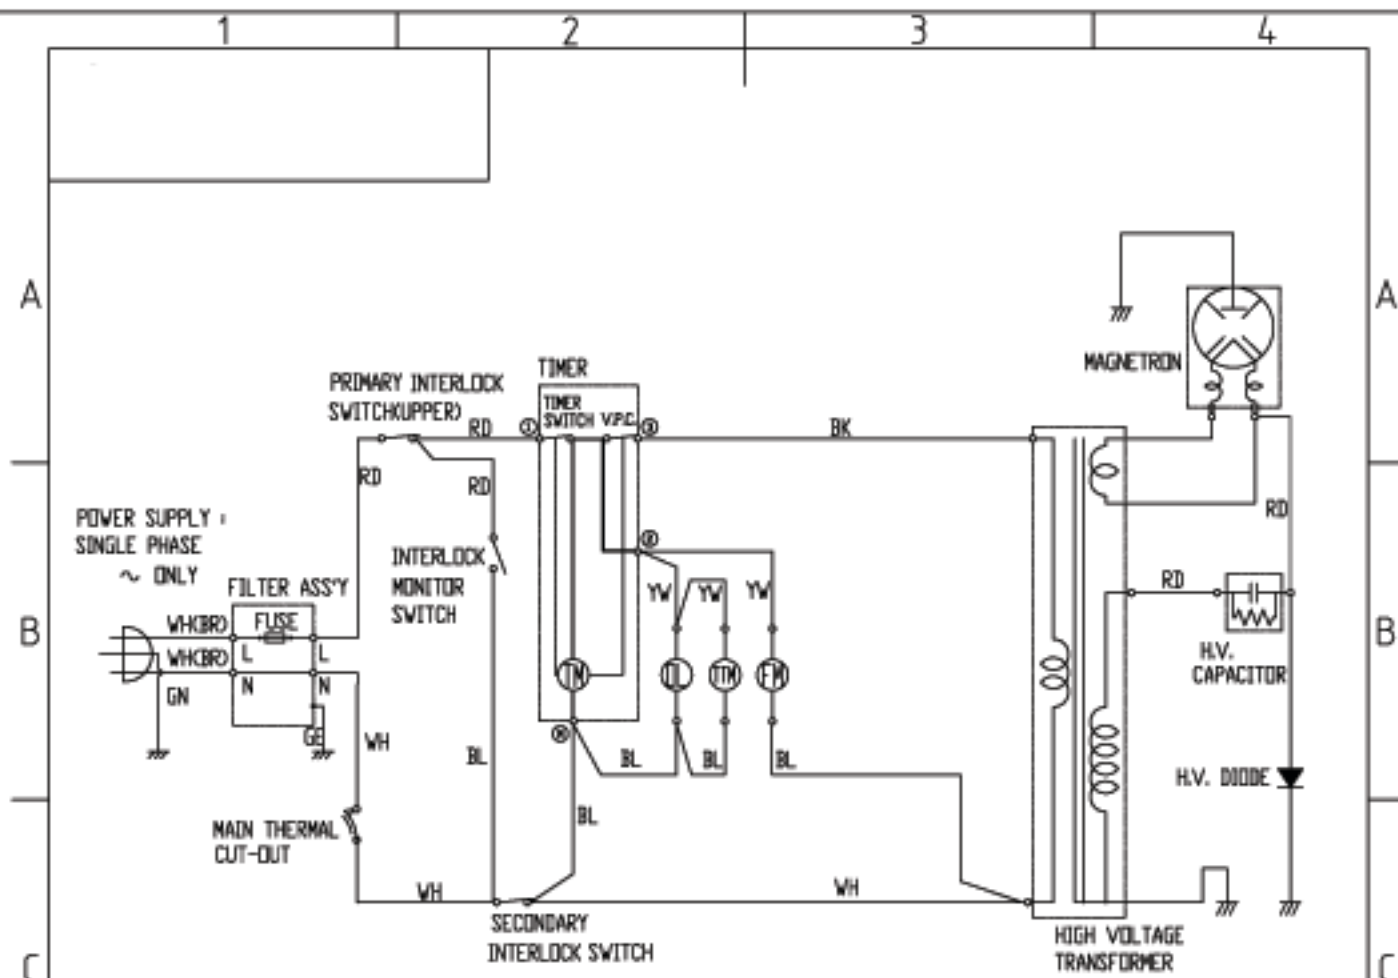 1 2 3 4
A A
MAGNETRON
TIMER
PRIMARY INTERLOCK
SWITCH(UPPER)
TIMER
SWITCH V.P.C.
RD
①
③
BK
RD
RD
RD
POWER SUPPLY :
SINGLE PHASE
~ ONLY
INTERLOCK
MONITOR
SWITCH
②
YW
YW
YW
RD
FILTER ASS'Y
FUSE
WH(BR)
L
L
WH(BR)
N
N
GN
GE
B B
TM
OL
TTM
FM
H.V.
CAPACITOR
WH
BL
BL
BL
BL
H.V. DIODE
BL
MAIN THERMAL
CUT-OUT
WH
WH
SECONDARY
INTERLOCK SWITCH
HIGH VOLTAGE
TRANSFORMER
C C